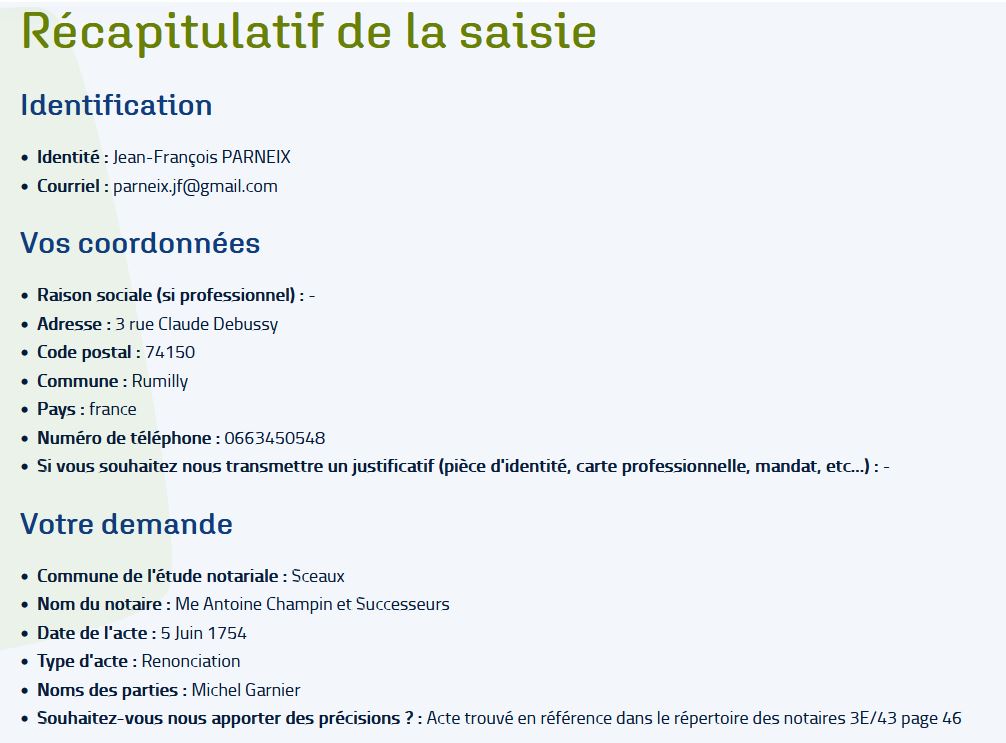 Récapitulatif de la saisie
Identification
• Identité : Jean-François PARNEIX
• Courriel : parneix.jf@gmail.com
Vos coordonnées
• Raison sociale (si professionnel) : -
• Adresse : 3 rue Claude Debussy
• Code postal : 74150
• Commune : Rumilly
• Pays : france
• Numéro de téléphone : 0663450548
• Si vous souhaitez nous transmettre un justificatif (pièce d'identité, carte professionnelle, mandat, etc...) : -
Votre demande
• Commune de l'étude notariale : Sceaux
• Nom du notaire : Me Antoine Champin et Successeurs
• Date de l'acte : 5 Juin 1754
• Type d'acte : Renonciation
• Noms des parties : Michel Garnier
• Souhaitez-vous nous apporter des précisions ? : Acte trouvé en référence dans le répertoire des notaires 3E/43 page 46